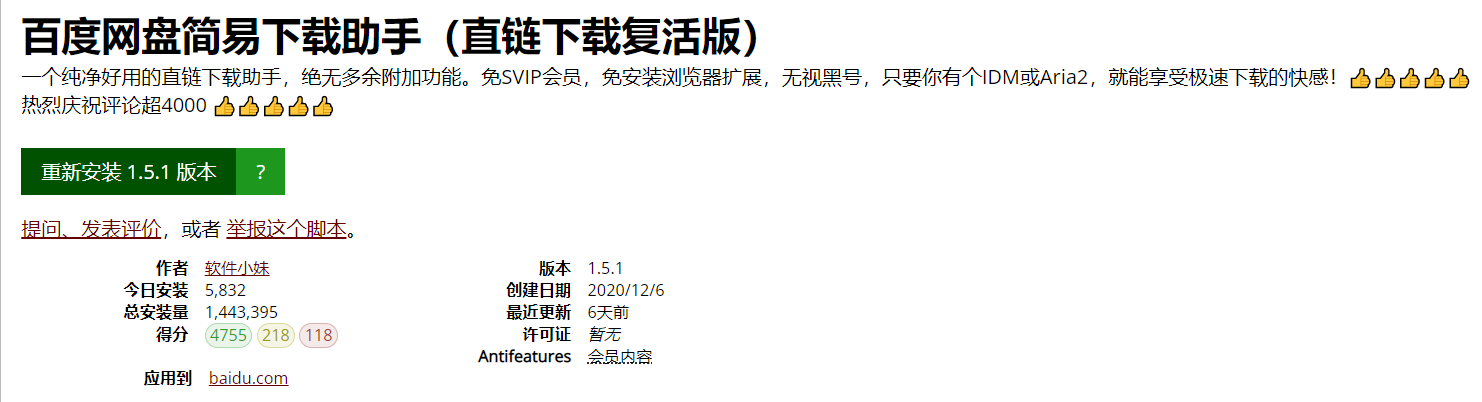 百度网盘简易下载助手（直链下载复活版）
一个纯净好用的直链下载助手，绝无多余附加功能。免SVIP会员，免安装浏览器扩展，无视黑号，只要你有个IDM或Aria2，就能享受极速下载的快感！👍👍👍👍👍
热烈庆祝评论超4000 👍👍👍👍👍
重新安装 1.5.1 版本 ?
提问、发表评价，或者 举报这个脚本。
作者 软件小妹 版本 1.5.1
今日安装 5,832 创建日期 2020/12/6
总安装量 1,443,395 最近更新 6天前
得分 4755 218 118 许可证 暂无
Antifeatures 会员内容
应用到 baidu.com